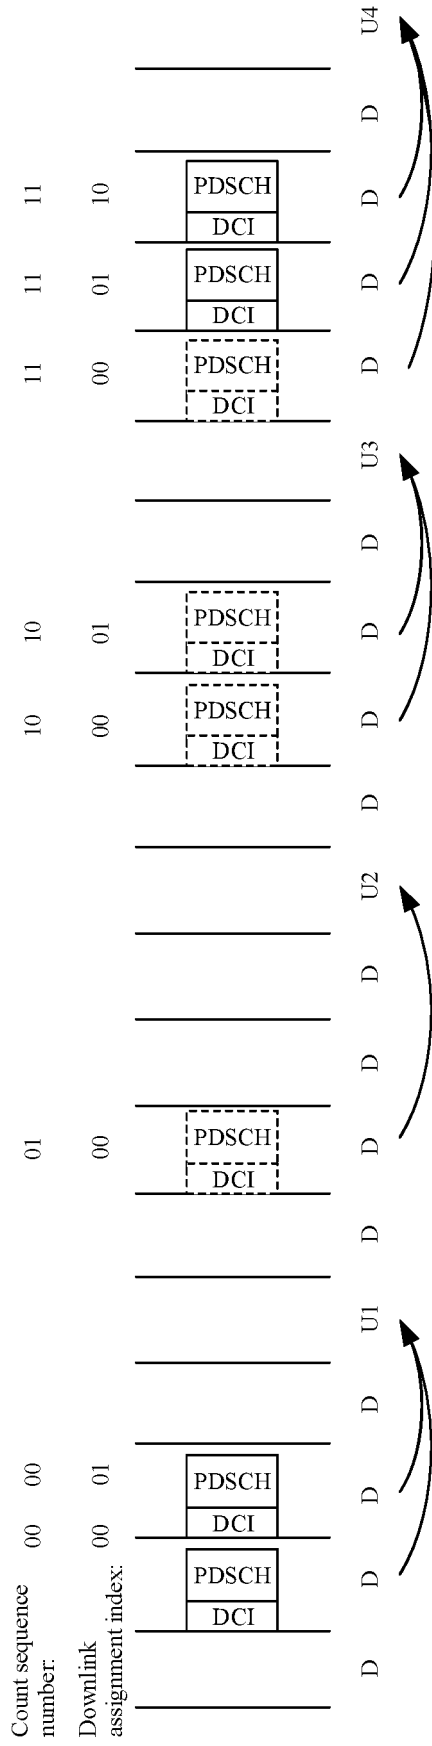 Count sequence
number: 00 00 01 10 10 11 11 11
Downlink
assignment index: 00 01 00 00 01 00 01 10
DCI PDSCH DCI PDSCH DCI PDSCH DCI PDSCH DCI PDSCH DCI PDSCH DCI PDSCH DCI PDSCH
D D D D U1 D D D D U2 D D D D U3 D D D D U4